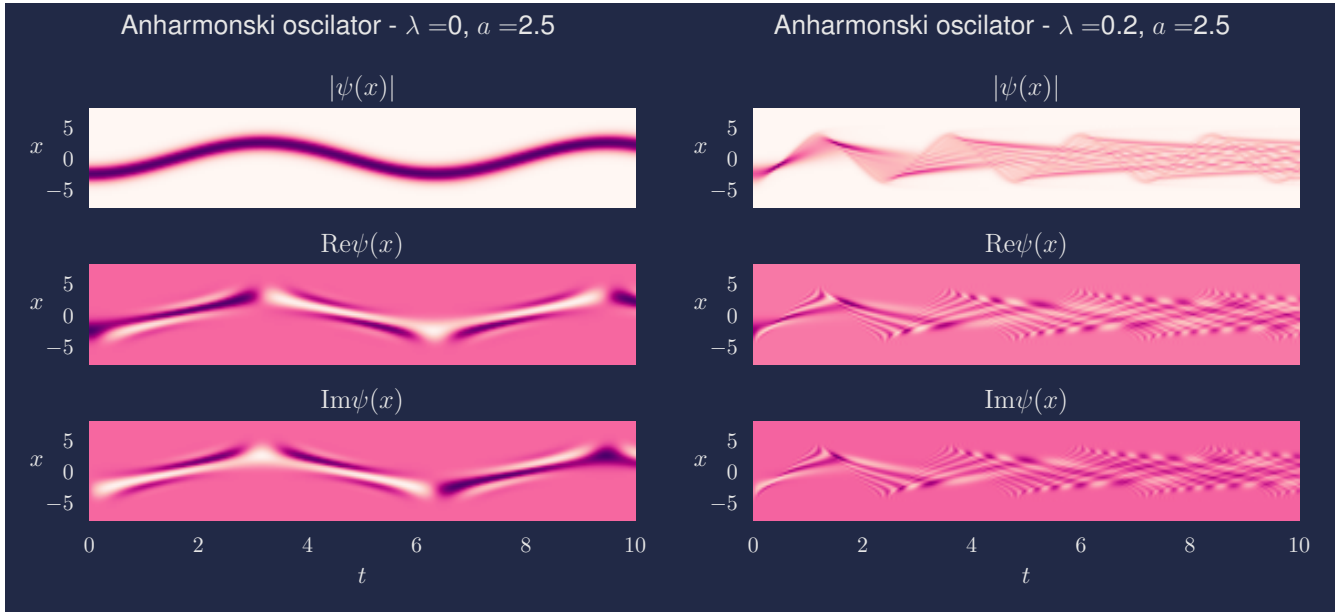 Anharmonski oscilator - λ =0, a =2.5
|ψ(x)|
5
x 0
−5
Reψ(x)
5
x 0
−5
Imψ(x)
5
x 0
−5
0 2 4 6 8 10
t
Anharmonski oscilator - λ =0.2, a =2.5
|ψ(x)|
5
x 0
−5
Reψ(x)
5
x 0
−5
Imψ(x)
5
x 0
−5
0 2 4 6 8 10
t